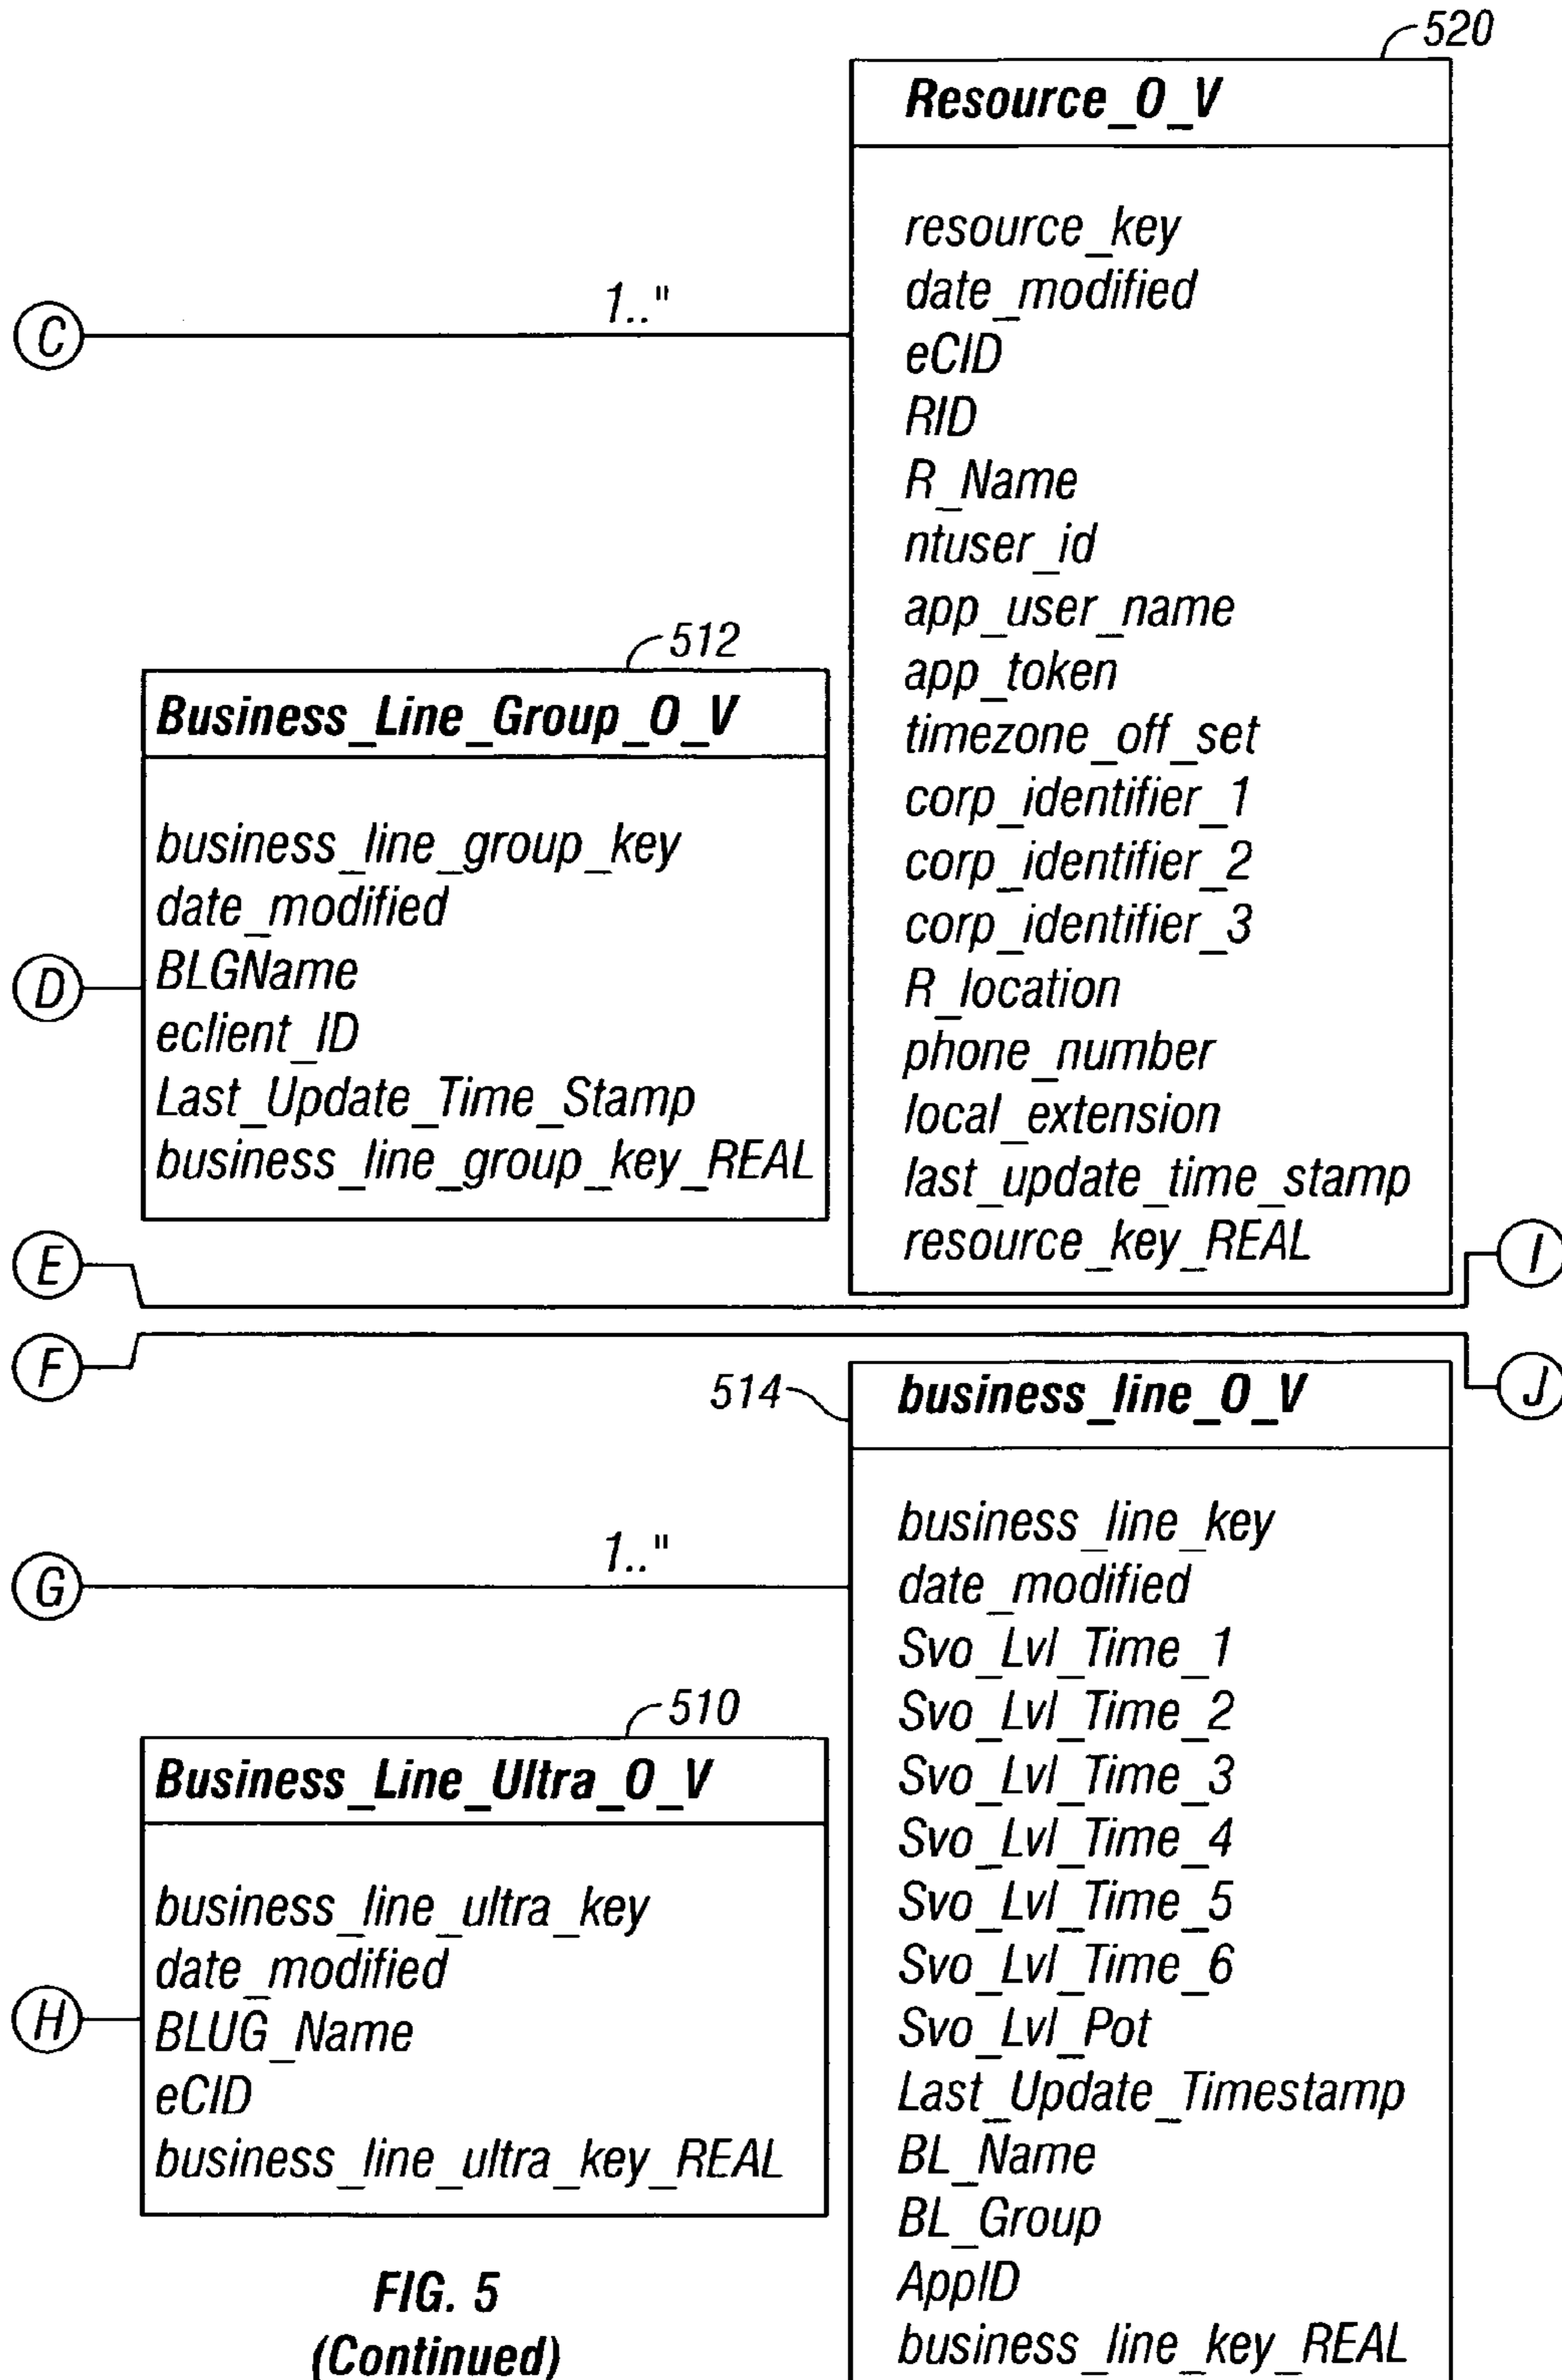 520
Resource_O_V
resource_key
date_modified
eCID
RID
R_Name
ntuser_id
app_user_name
app_token
timezone_off_set
corp_identifier_1
corp_identifier_2
corp_identifier_3
R_location
phone_number
local_extension
last_update_time_stamp
resource_key_REAL
C
1.."
512
Business_Line_Group_O_V
business_line_group_key
date_modified
BLGName
eclient_ID
Last_Update_Time_Stamp
business_line_group_key_REAL
D
E
I
F
J
514
business_line_O_V
business_line_key
date_modified
Svo_Lvl_Time_1
Svo_Lvl_Time_2
Svo_Lvl_Time_3
Svo_Lvl_Time_4
Svo_Lvl_Time_5
Svo_Lvl_Time_6
Svo_Lvl_Pot
Last_Update_Timestamp
BL_Name
BL_Group
AppID
business_line_key_REAL
G
1.."
510
Business_Line_Ultra_O_V
business_line_ultra_key
date_modified
BLUG_Name
eCID
business_line_ultra_key_REAL
H
FIG. 5
(Continued)